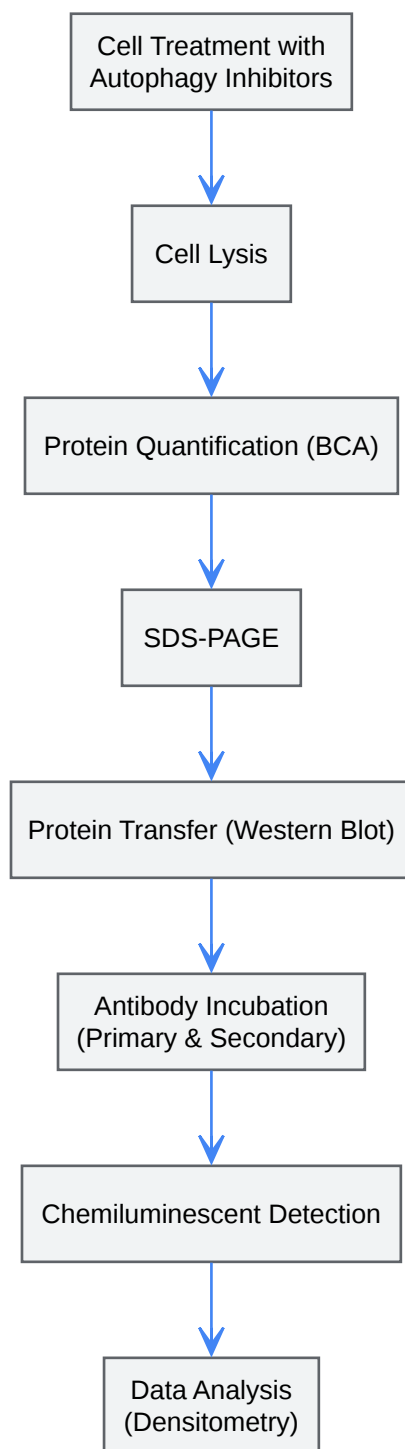 Cell Treatment with
Autophagy Inhibitors
Cell Lysis
Protein Quantification (BCA)
SDS-PAGE
Protein Transfer (Western Blot)
Antibody Incubation
(Primary & Secondary)
Chemiluminescent Detection
Data Analysis
(Densitometry)